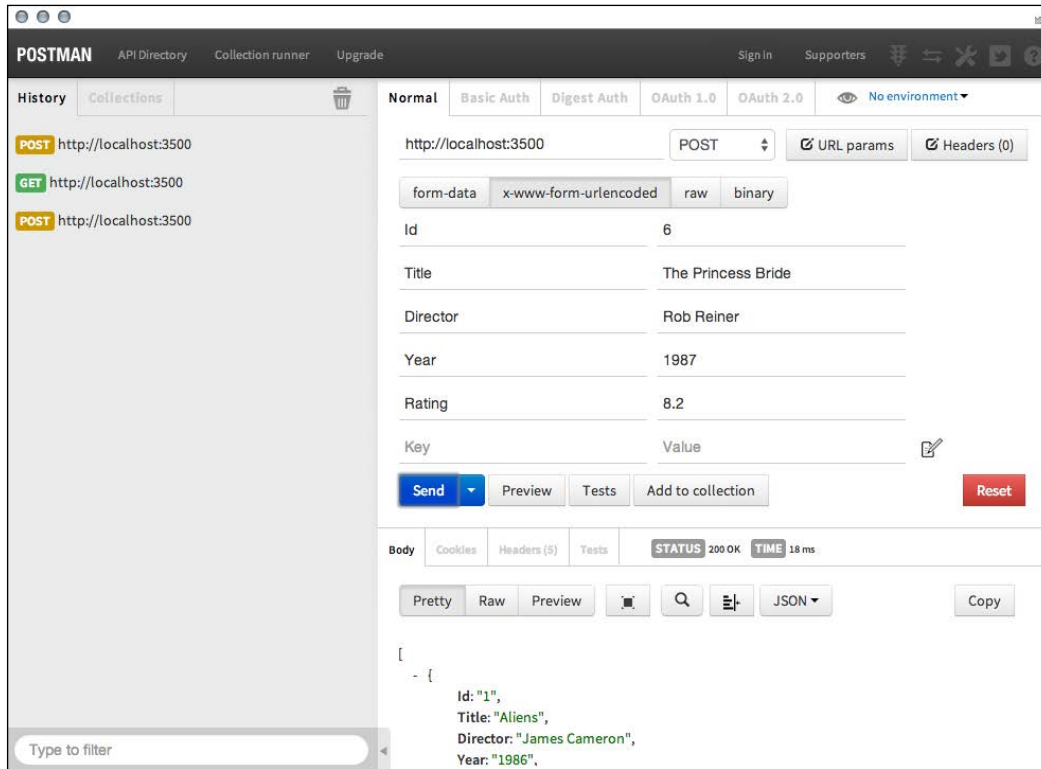 POSTMAN API Directory Collection runner Upgrade Sign in Supporters
History Collections
POST http://localhost:3500
GET http://localhost:3500
POST http://localhost:3500
Type to filter
Normal Basic Auth Digest Auth OAuth 1.0 OAuth 2.0 No environment
http://localhost:3500 POST URL params Headers (0)
form-data x-www-form-urlencoded raw binary
Id 6
Title The Princess Bride
Director Rob Reiner
Year 1987
Rating 8.2
Key Value
Send Preview Tests Add to collection Reset
Body Cookies Headers (5) Tests STATUS 200 OK TIME 18 ms
Pretty Raw Preview JSON Copy
[
- {
Id: "1",
Title: "Aliens",
Director: "James Cameron",
Year: "1986",